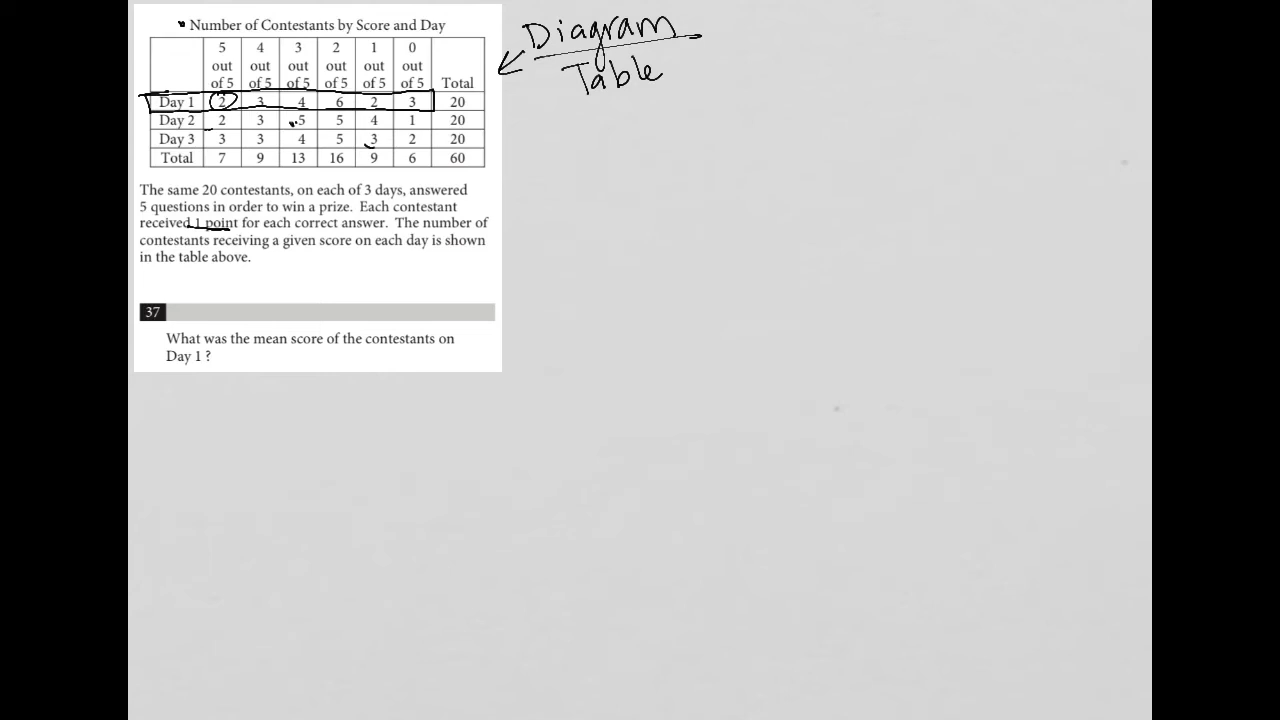 Number of Contestants by Score and Day
Diagram
Table
5 4 3 2 1 0
out out out out out out
of 5 of 5 of 5 of 5 of 5 of 5 Total
Day 1 2 3 4 6 2 3 20
Day 2 2 3 5 5 4 1 20
Day 3 3 3 4 5 3 2 20
Total 7 9 13 16 9 6 60
The same 20 contestants, on each of 3 days, answered
5 questions in order to win a prize. Each contestant
received 1 point for each correct answer. The number of
contestants receiving a given score on each day is shown
in the table above.
37
What was the mean score of the contestants on
Day 1 ?